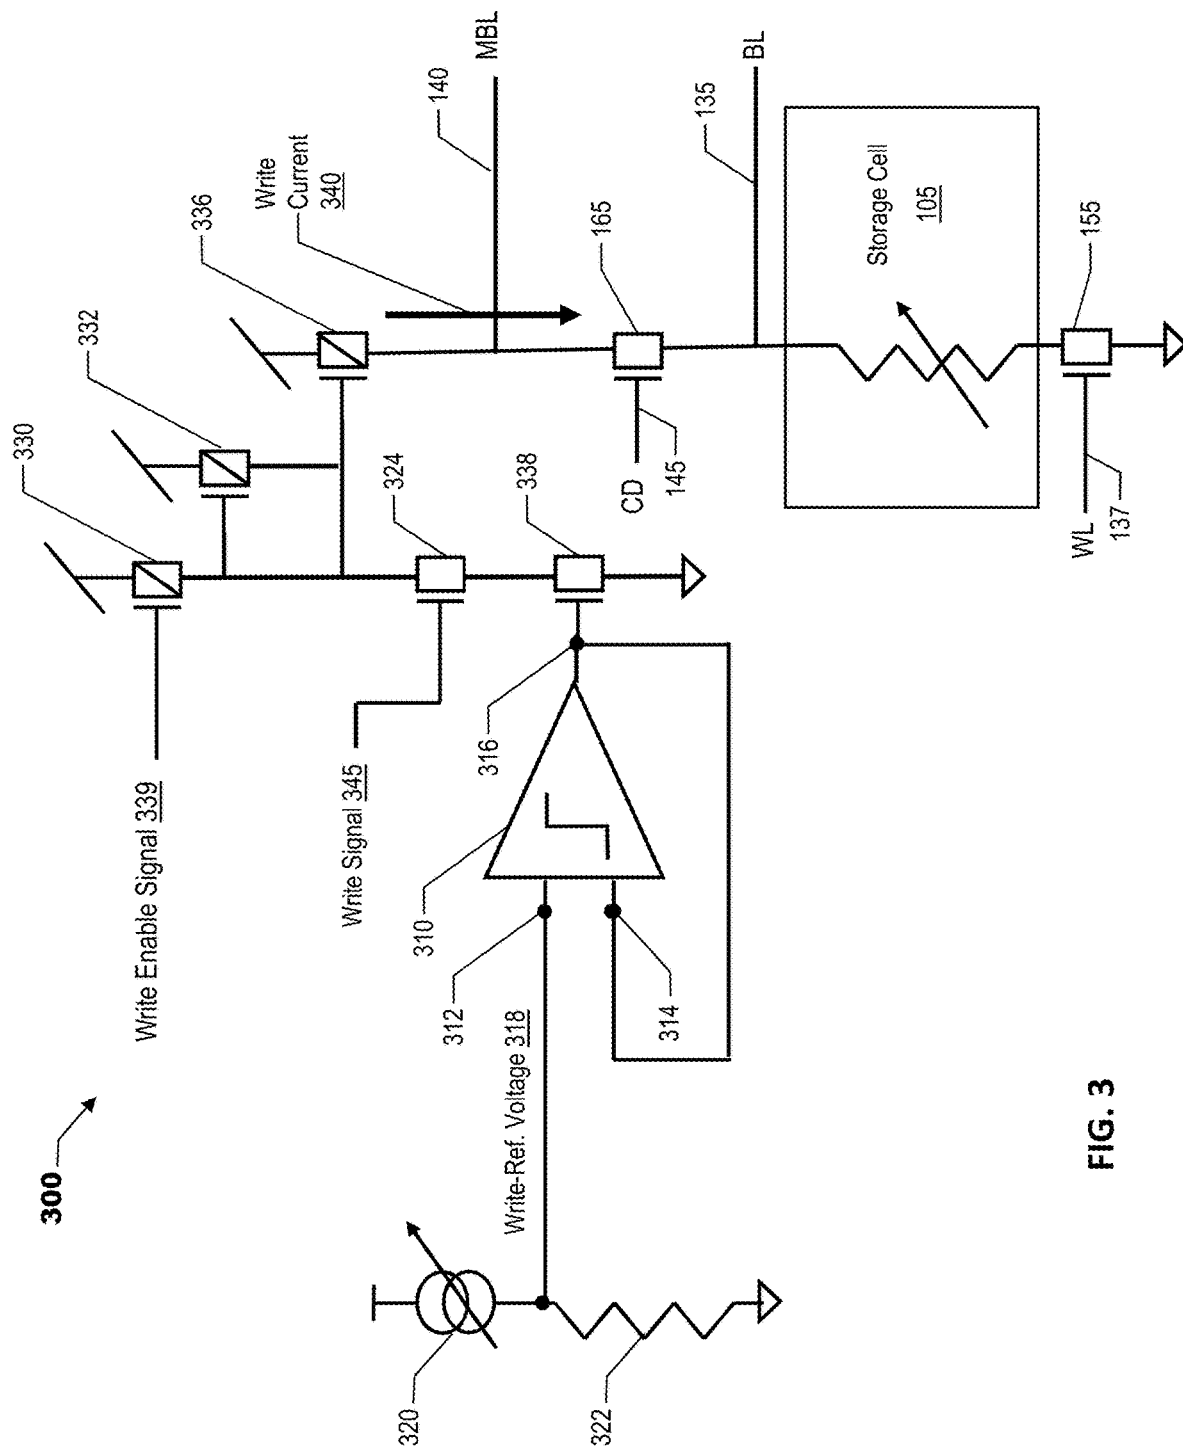 300
320
322
Write-Ref. Voltage 318
Write Enable Signal 339
Write Signal 345
312
314
310
316
330
332
324
338
336
Write
Current
340
CD
145
140
MBL
165
135
BL
Storage Cell
105
WL
137
155
FIG. 3